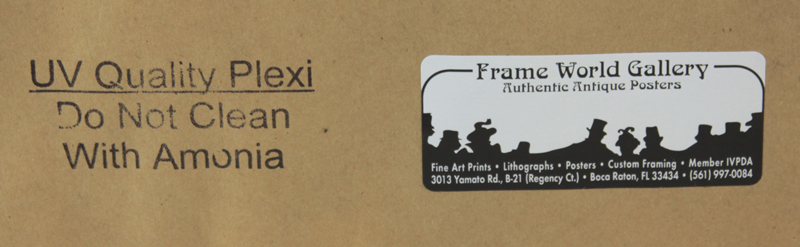 UV Quality Plexi
Do Not Clean
With Amonia
Frame World Gallery
Authentic Antique Posters
Fine Art Prints • Lithographs • Posters • Custom Framing • Member IVPDA
3013 Yamato Rd., B-21 (Regency Ct.) • Boca Raton, FL 33434 • (561) 997-0084